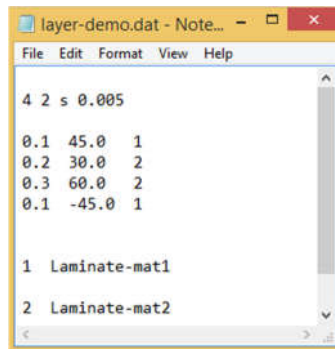 layer-demo.dat - Note...
File Edit Format View Help
4 2 s 0.005
0.1 45.0 1
0.2 30.0 2
0.3 60.0 2
0.1 -45.0 1
1 Laminate-mat1
2 Laminate-mat2